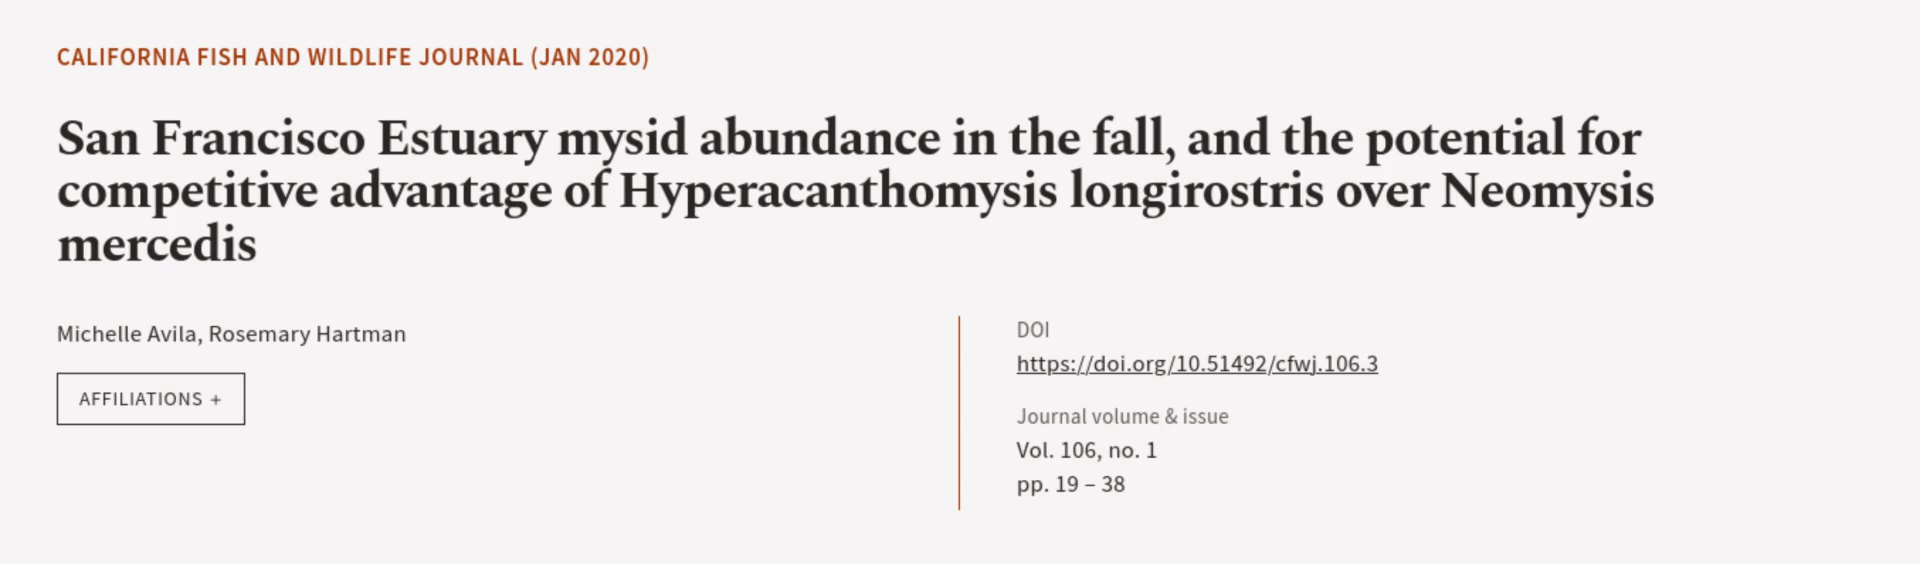 CALIFORNIA FISH AND WILDLIFE JOURNAL (JAN 2020)
San Francisco Estuary mysid abundance in the fall, and the potential for
competitive advantage of Hyperacanthomysis longirostris over Neomysis
mercedis
Michelle Avila, Rosemary Hartman
AFFILIATIONS +
DOI
https://doi.org/10.51492/cfwj.106.3
Journal volume & issue
Vol. 106, no. 1
pp. 19 – 38